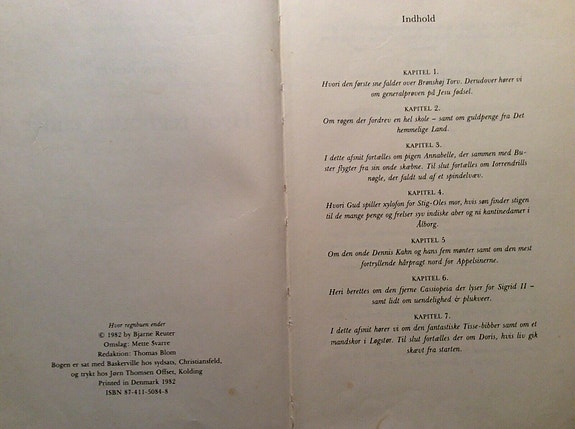 Hvor regnbuen ender
© 1982 by Bjarne Reuter
Omslag: Mette Svarre
Redaktion: Thomas Blom
Bogen er sat med Baskerville hos sydsats, Christiansfeld,
og trykt hos Jørn Thomsen Offset, Kolding
Printed in Denmark 1982
ISBN 87-411-5084-8
Indhold
KAPITEL 1.
Hvori den første sne falder over Brønshøj Torv. Derudover hører vi
om generalprøven på Jesu fødsel.
KAPITEL 2.
Om røgen der fordrev en hel skole – samt om guldpenge fra Det
hemmelige Land.
KAPITEL 3.
I dette afsnit fortælles om pigen Annabelle, der sammen med Bu-
ster flygter fra sin onde skæbne. Til slut fortælles om Iorrendrills
nøgle, der faldt ud af et spindelvæv.
KAPITEL 4.
Hvori Gud spiller xylofon for Stig-Oles mor, hvis søn finder stigen
til de mange penge og frelser syv indiske aber og ni kantinedamer i
Ålborg.
KAPITEL 5
Om den onde Dennis Kahn og hans fem mønter samt om den mest
fortryllende hårpragt nord for Appelsinerne.
KAPITEL 6.
Heri berettes om den fjerne Cassiopeia der lyser for Sigrid II –
samt lidt om uendelighed & plukveer.
KAPITEL 7.
I dette afsnit hører vi om den fantastiske Tisse-bibber samt om et
mandskor i Løgstør. Til slut fortælles der om Doris, hvis liv gik
skævt fra starten.